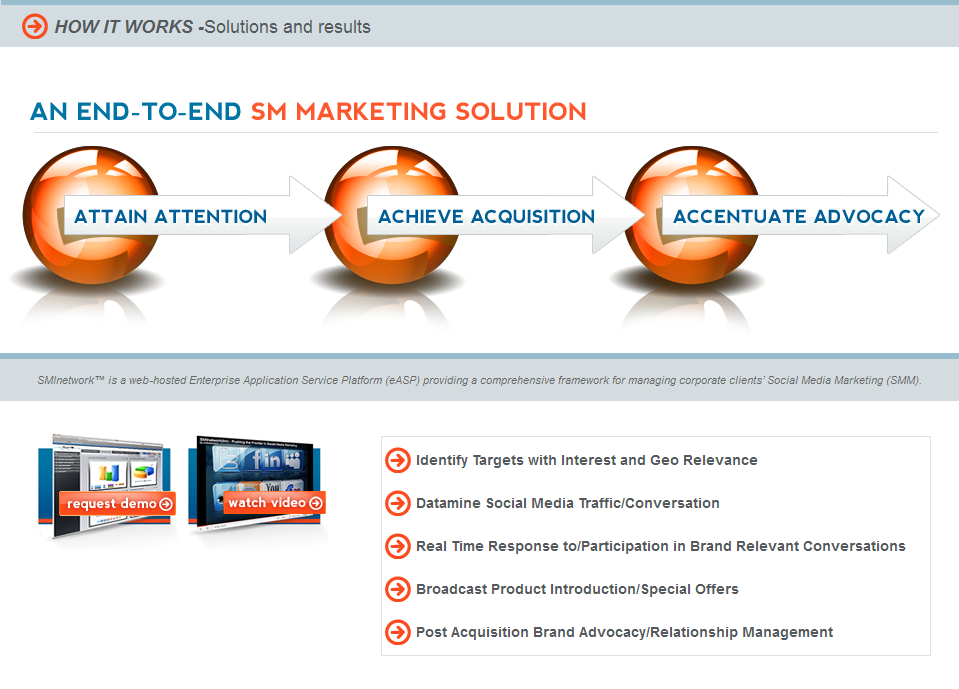 HOW IT WORKS -Solutions and results
AN END-TO-END SM MARKETING SOLUTION
ATTAIN ATTENTION
ACHIEVE ACQUISITION
ACCENTUATE ADVOCACY
SMInetwork™ is a web-hosted Enterprise Application Service Platform (eASP) providing a comprehensive framework for managing corporate clients' Social Media Marketing (SMM).
request demo
watch video
Identify Targets with Interest and Geo Relevance
Datamine Social Media Traffic/Conversation
Real Time Response to/Participation in Brand Relevant Conversations
Broadcast Product Introduction/Special Offers
Post Acquisition Brand Advocacy/Relationship Management